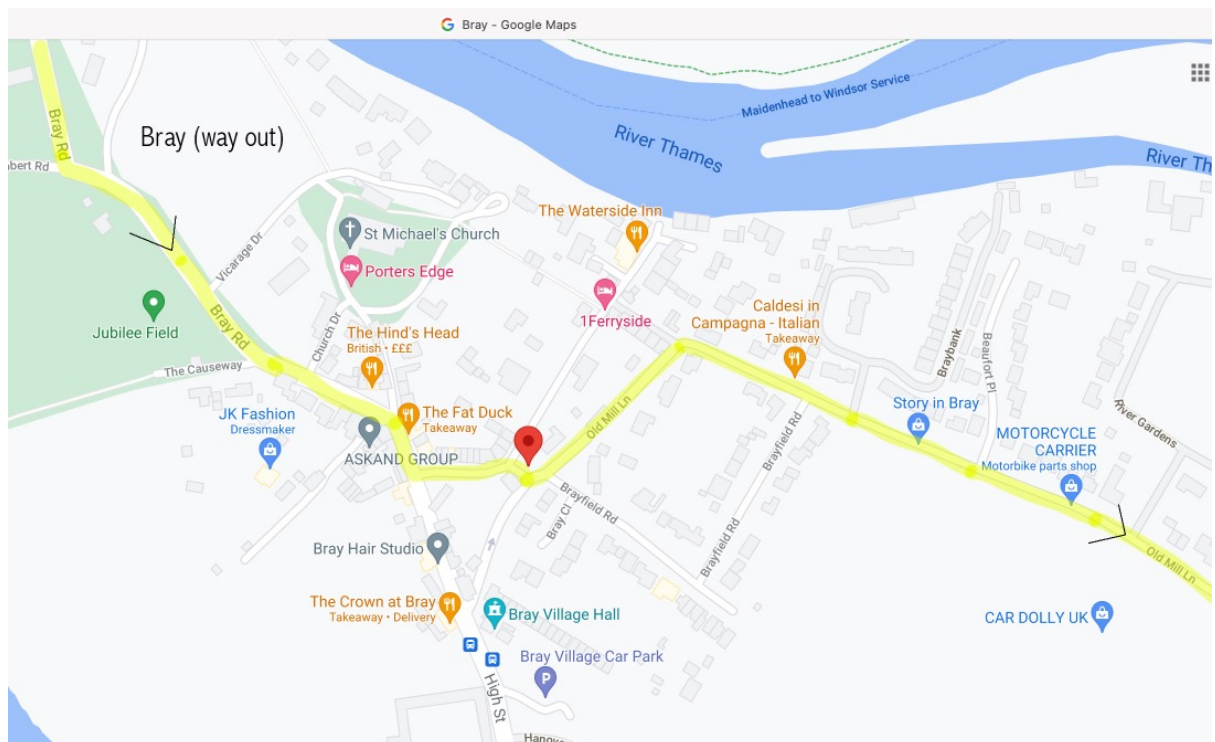 Bray - Google Maps
Maidenhead to Windsor Service
River Thames
River Th
Bray Rd
Bray (way out)
bbert Rd
The Waterside Inn
St Michael's Church
Vicarage Dr
Porters Edge
1Ferryside
Caldesi in
Campagna - Italian
Takeaway
Jubilee Field
Bray Rd
Church Dr
The Hind's Head
British • £££
Braybank
Beaufort Pl
The Causeway
JK Fashion
Dressmaker
The Fat Duck
Takeaway
Old Mill Ln
Story in Bray
River Gardens
ASKAND GROUP
Brayfield Rd
MOTORCYCLE
CARRIER
Motorbike parts shop
Brayfield Rd
Bray Cl
Bray Hair Studio
Brayfield Rd
Old Mill Ln
The Crown at Bray
Takeaway • Delivery
Bray Village Hall
CAR DOLLY UK
Bray Village Car Park
P
High St
Hanove